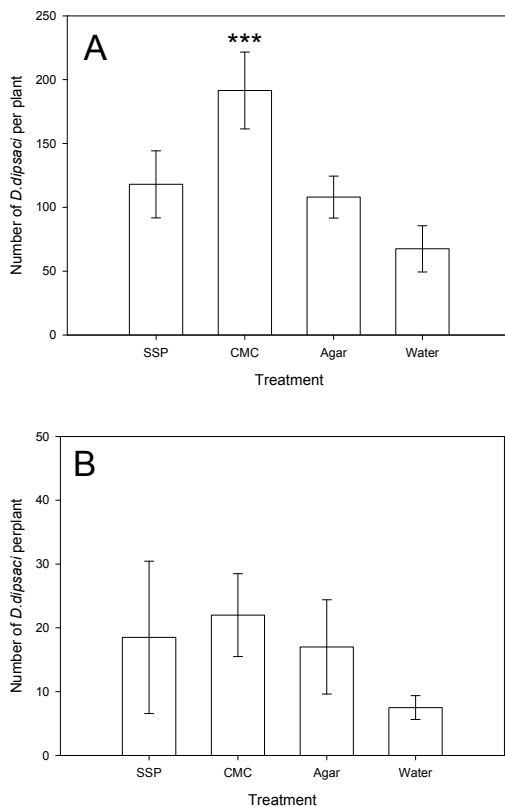 A
***
250
200
150
100
50
0
Number of D.dipsaci per plant
SSP CMC Agar Water
Treatment
B
50
40
30
20
10
0
Number of D.dipsaci perplant
SSP CMC Agar Water
Treatment